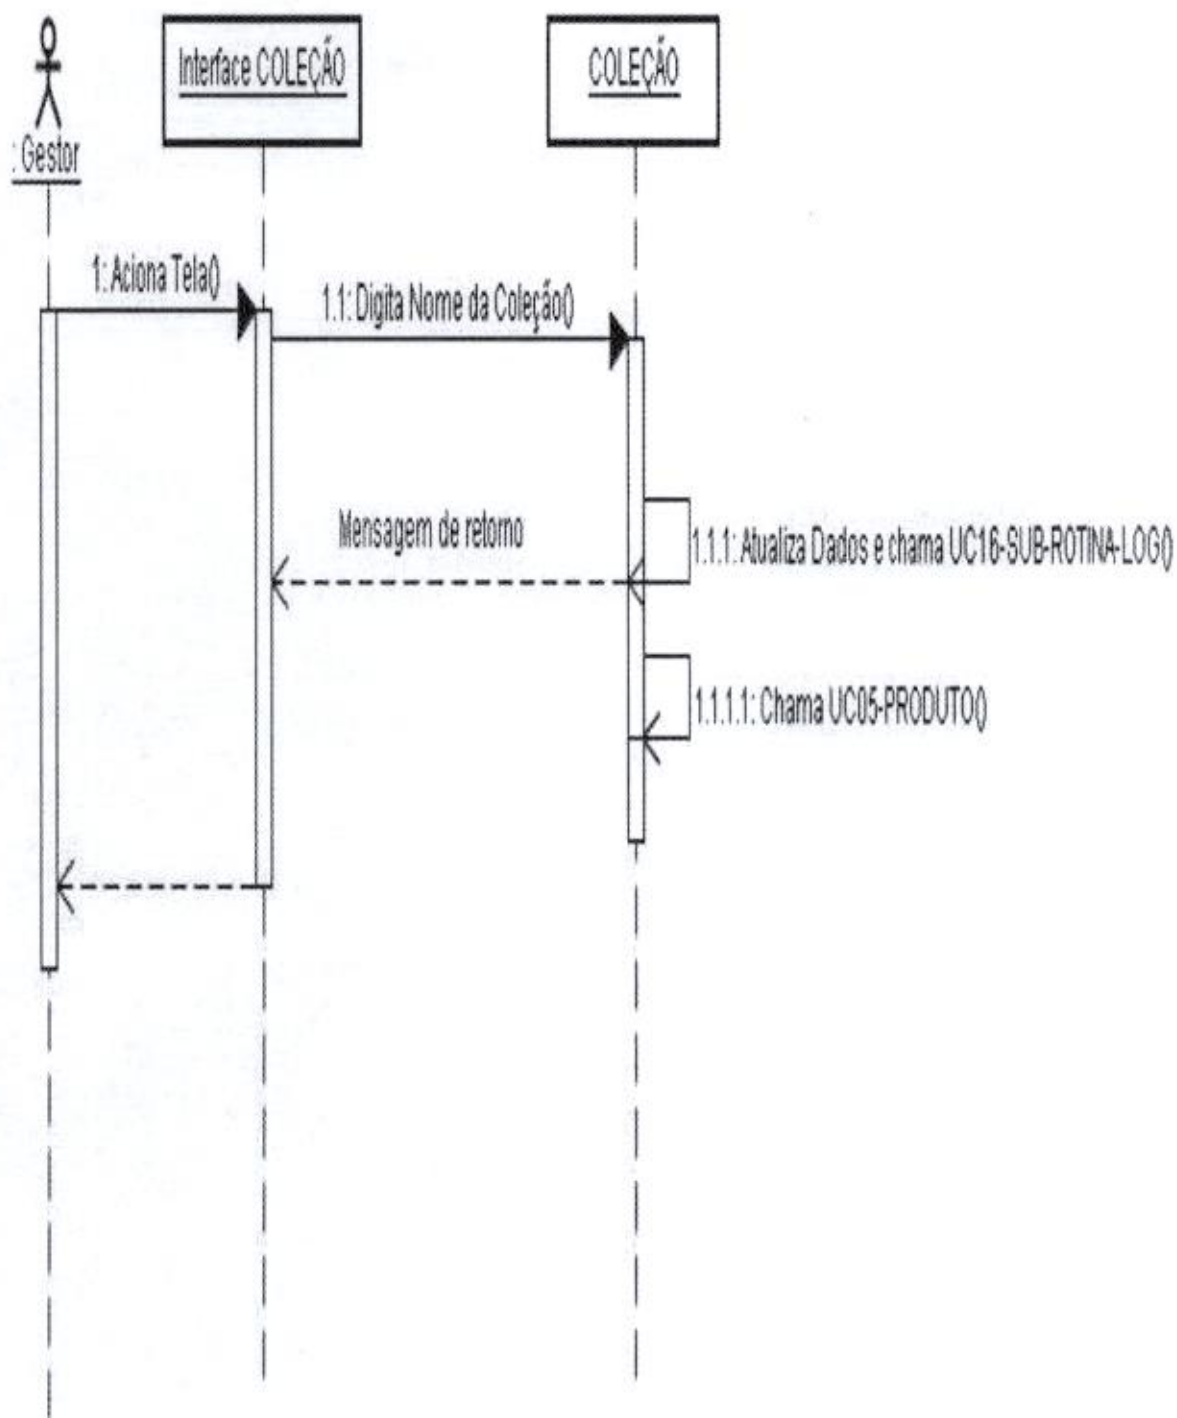 Interface COLEÇÃO
COLEÇÃO
: Gestor
1: Aciona Tela()
1.1: Digita Nome da Coleção()
Mensagem de retorno
1.1.1: Atualiza Dados e chama UC16-SUB-ROTINA-LOG()
1.1.1.1: Chama UC05-PRODUTO()